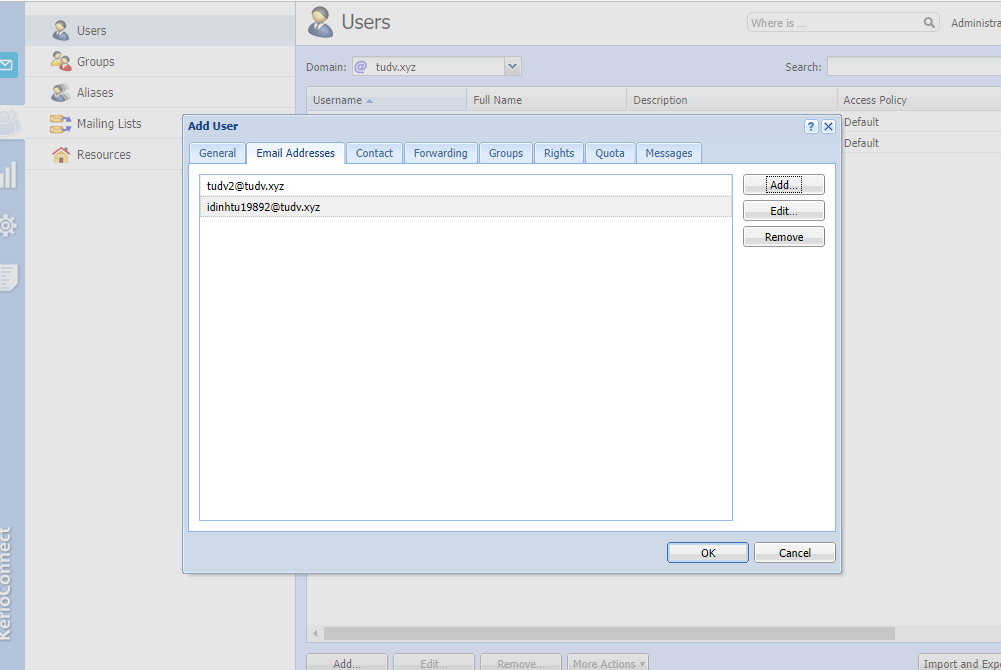 Users
Groups
Aliases
Mailing Lists
Resources
KerioConnect
Users
Where is ...
Domain: @ tudv.xyz
Search:
Username Full Name Description Access Policy
Default
Default
Add User
?
General Email Addresses Contact Forwarding Groups Rights Quota Messages
tudv2@tudv.xyz
idinhtu19892@tudv.xyz
Add...
Edit...
Remove
OK Cancel
Add... Edit... Remove... More Actions
Import and